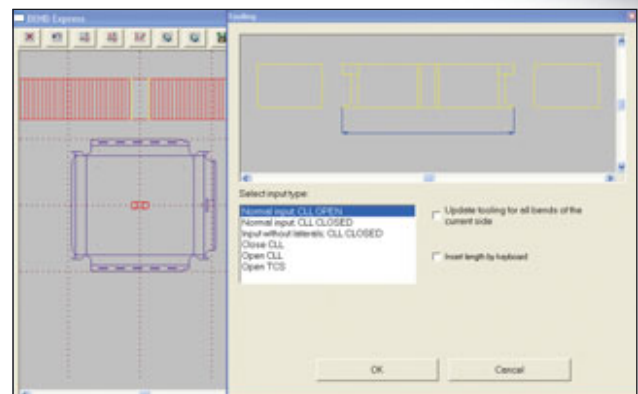 BEND Express
Tooling
Select input type:
Normal input; CLL OPEN
Normal input; CLL CLOSED
Input without laterals; CLL CLOSED
Close CLL
Open CLL
Open TCS
Update tooling for all bends of the
current side
Insert length by keyboard
OK
Cancel